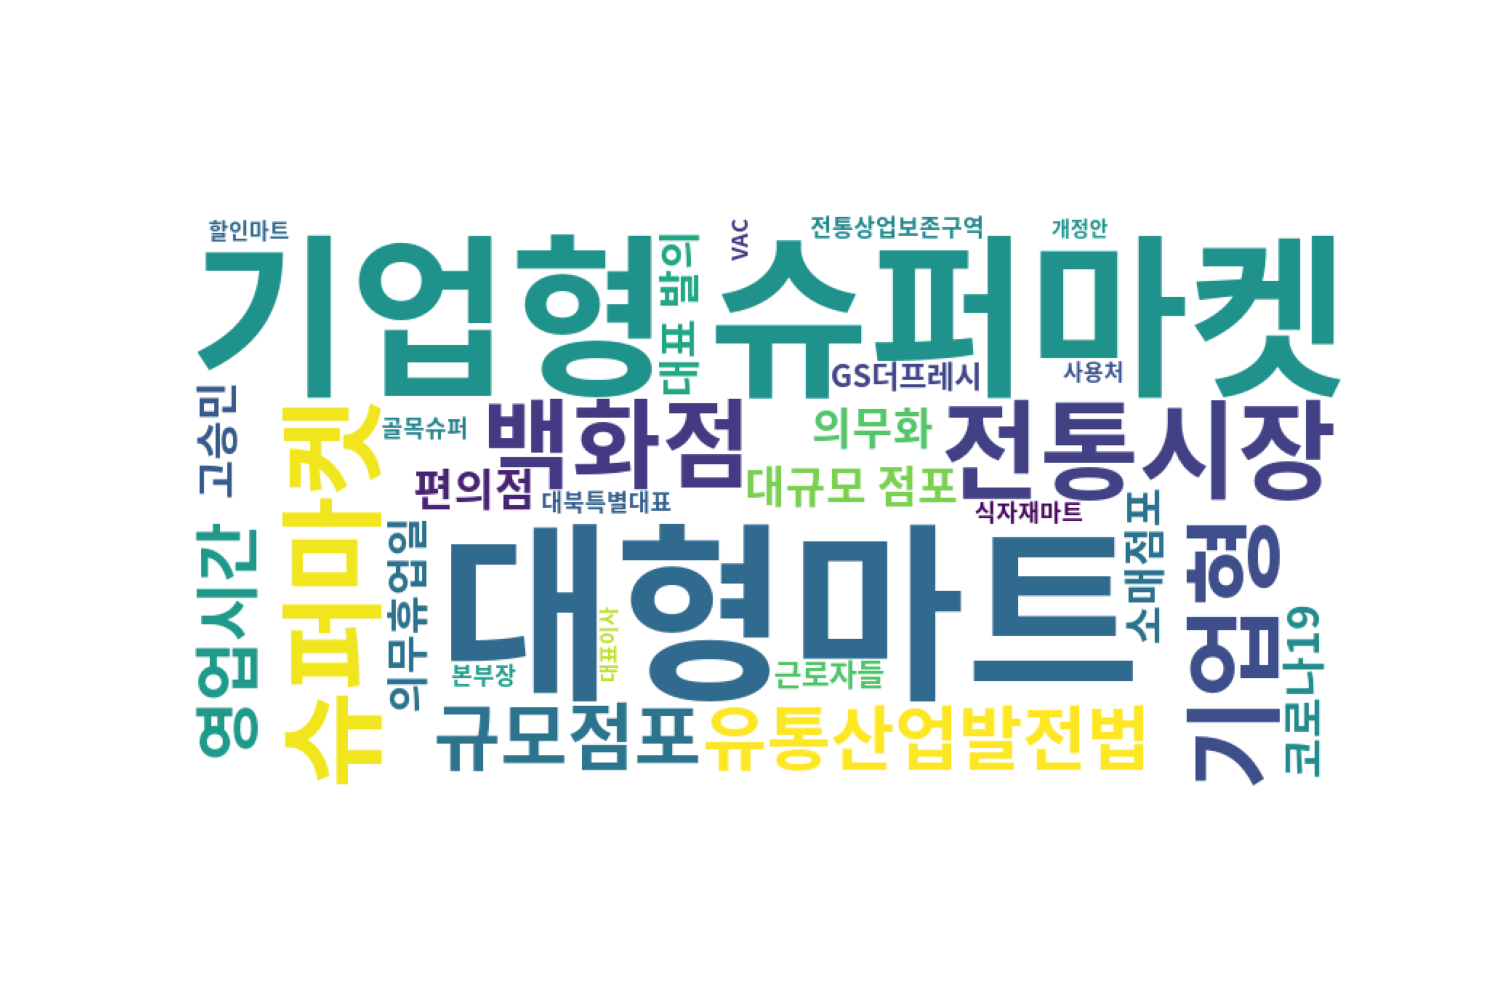 할인마트
VAC
전통상업보존구역
개정안
기업형 슈퍼마켓
대표 발의
GS더프레시
사용처
고승민
슈퍼마켓
골목슈퍼
백화점
의무화
전통시장
편의점
대북특별대표
대규모 점포
식자재마트
영업시간
의무휴업일
대형마트
소매점포
기업형
대표이사
본부장
근로자들
코로나19
규모점포
유통산업발전법